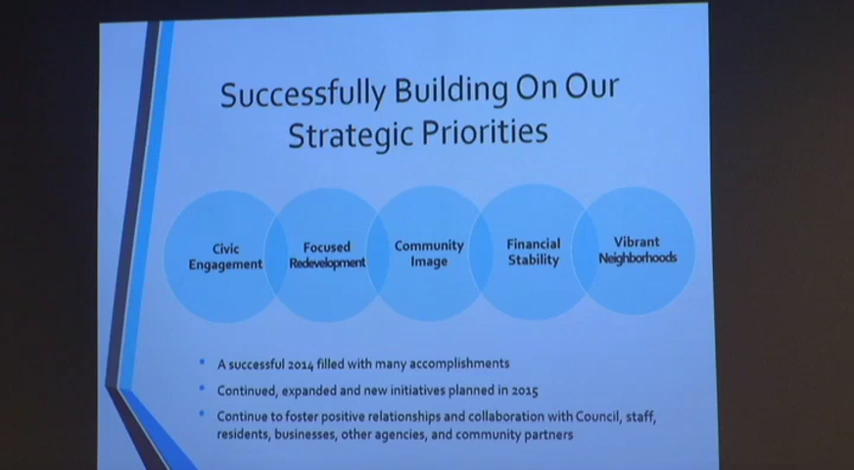 Successfully Building On Our
Strategic Priorities
Civic
Engagement
Focused
Redevelopment
Community
Image
Financial
Stability
Vibrant
Neighborhoods
A successful 2014 filled with many accomplishments
Continued, expanded and new initiatives planned in 2015
Continue to foster positive relationships and collaboration with Council, staff,
residents, businesses, other agencies, and community partners